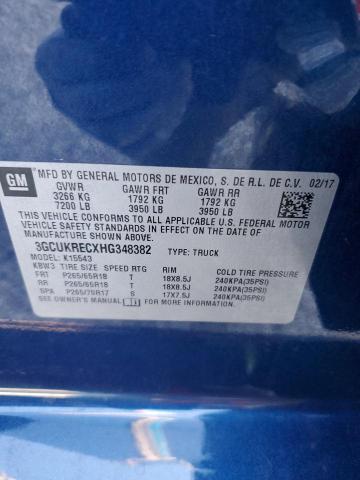 GM
MFD BY GENERAL MOTORS DE MEXICO, S. DE R.L. DE C.V. 02/17
GVWR GAWR FRT GAWR RR
3266 KG 1792 KG 1792 KG
7200 LB 3950 LB 3950 LB
THIS VEHICLE CONFORMS TO ALL APPLICABLE U.S. FEDERAL MOTOR
VEHICLE SAFETY STANDARDS IN EFFECT ON THE DATE OF
MANUFACTURE SHOWN ABOVE.
3GCUKRECXHG348382 TYPE: TRUCK
MODEL: K15543
KBW3 TIRE SIZE SPEED RTG RIM COLD TIRE PRESSURE
FRT P265/65R18 T 18X8.5J 240KPA(35PSI)
RR P265/65R18 T 18X8.5J 240KPA(35PSI)
SPA P265/70R17 S 17X7.5J 240KPA(35PSI)
SEE OWNER'S MANUAL FOR ADDITIONAL INFORMATION.